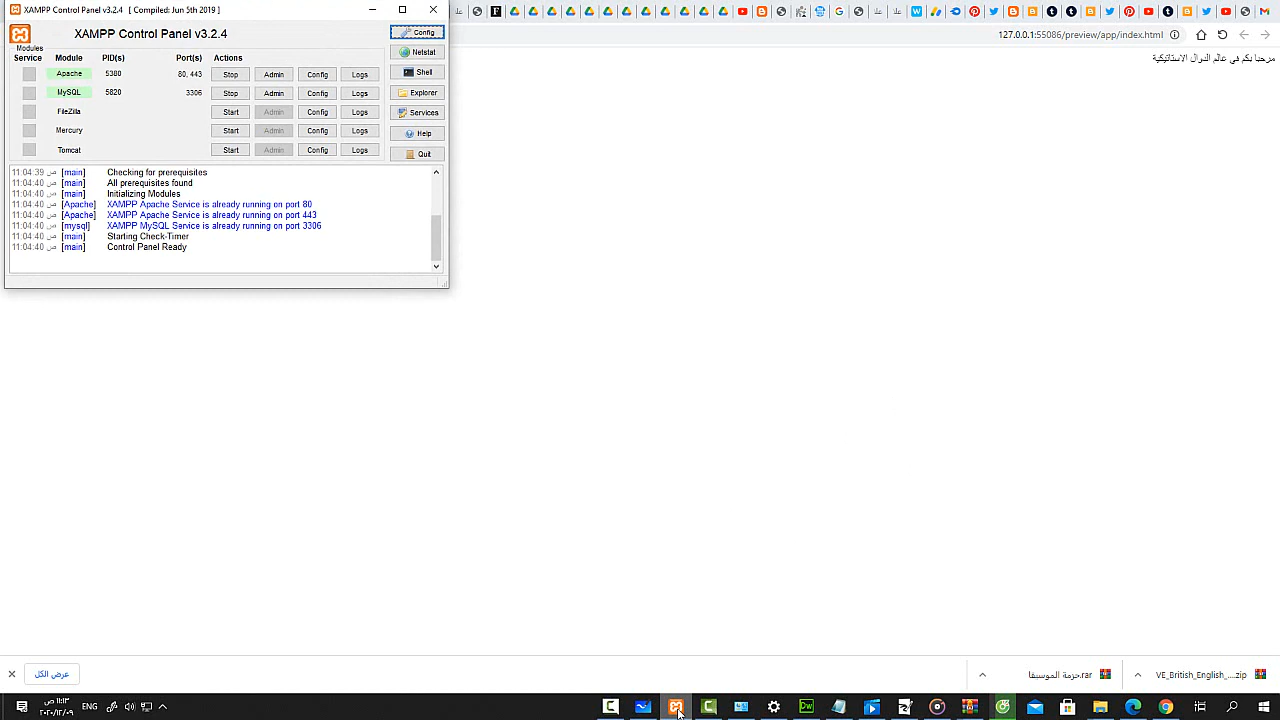 XAMPP Control Panel v3.2.4 [ Compiled: Jun 5th 2019 ]
XAMPP Control Panel v3.2.4
Config
Modules
Service Module PID(s) Port(s) Actions
Netstat
Apache 5380 80, 443 Stop Admin Config Logs
Shell
MySQL 5820 3306 Stop Admin Config Logs
Explorer
FileZilla Start Admin Config Logs
Services
Mercury Start Admin Config Logs
Help
Tomcat Start Admin Config Logs
Quit
11:04:39 ص [main] Checking for prerequisites
11:04:40 ص [main] All prerequisites found
11:04:40 ص [main] Initializing Modules
11:04:40 ص [Apache] XAMPP Apache Service is already running on port 80
11:04:40 ص [Apache] XAMPP Apache Service is already running on port 443
11:04:40 ص [mysql] XAMPP MySQL Service is already running on port 3306
11:04:40 ص [main] Starting Check-Timer
11:04:40 ص [main] Control Panel Ready
127.0.0.1:55086/preview/app/index.html
مرحبا بكم في عالم الدوال الاستاتيكية
عرض الكل
حزمة الموسيقا.rar
VE_British_English_....zip
ENG
١١:١٣ ص
٢٠٢٠/١٢/٠٩